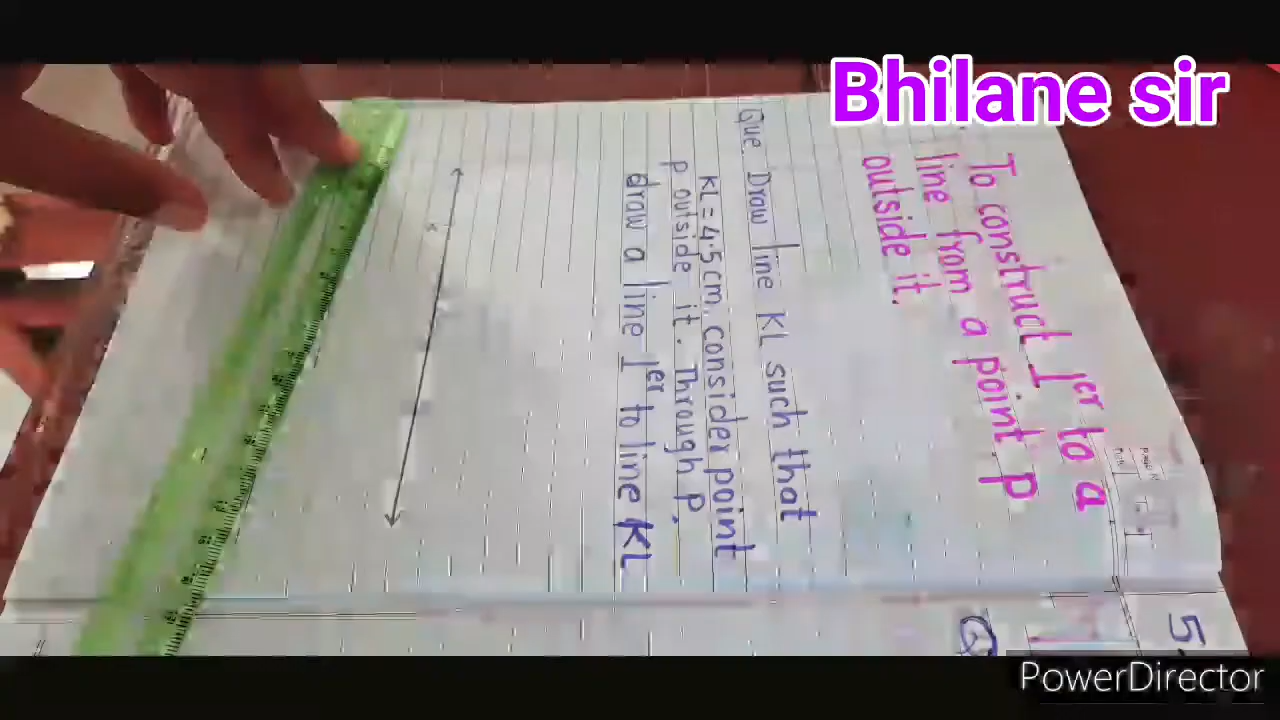 Bhilane sir
To construct ⊥er to a
line from a point P
outside it.
Que. Draw line KL such that
KL = 4.5 cm. consider point
P outside it. Through P.
draw a line ⊥er to line KL
K
5
PowerDirector